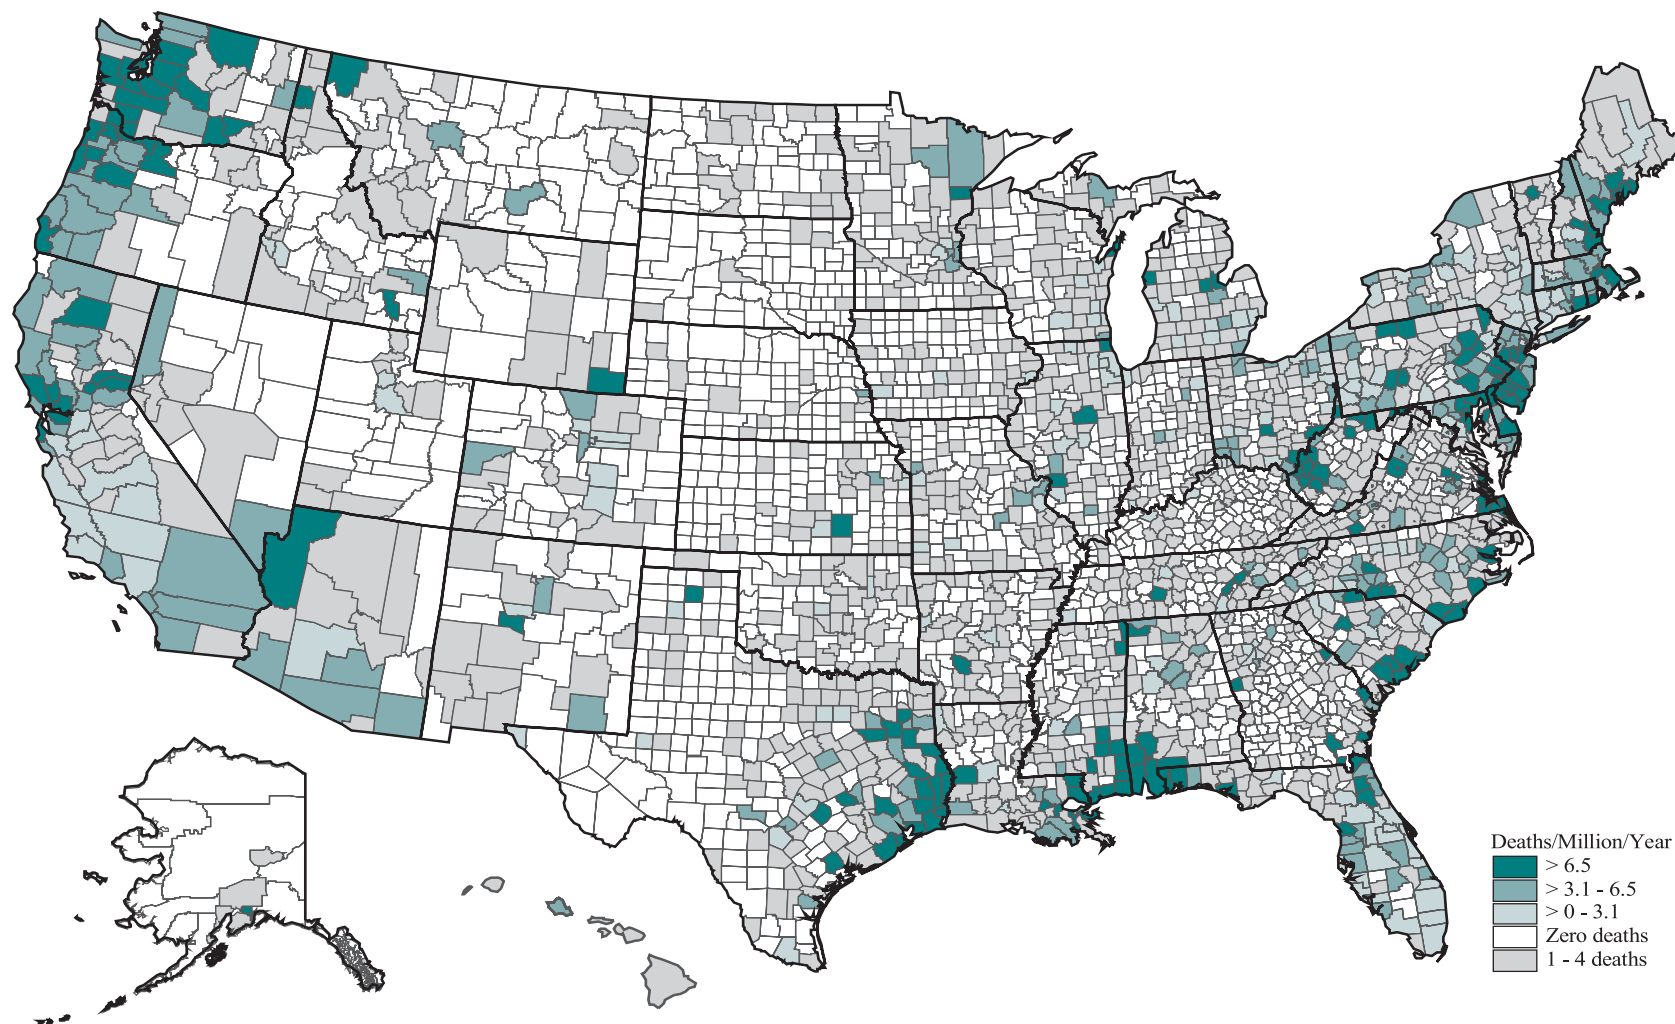 Deaths/Million/Year
> 6.5
> 3.1 - 6.5
> 0 - 3.1
Zero deaths
1 - 4 deaths